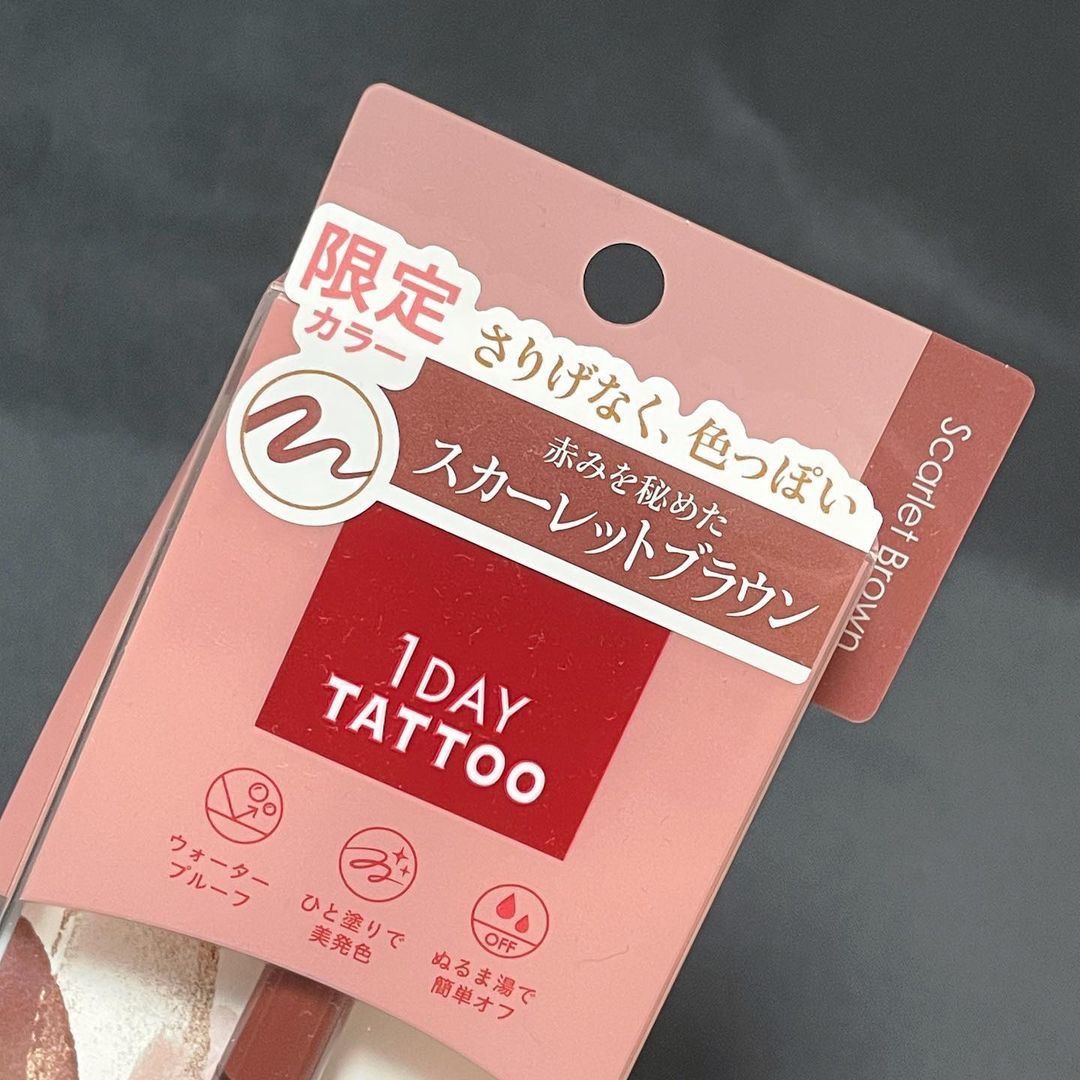 限定
カラー
さりげなく、色っぽい
赤みを秘めた
スカーレットブラウン
Scarlet Brown
1DAY
TATTOO
ウォーター
プルーフ
ひと塗りで
美発色
OFF
ぬるま湯で
簡単オフ